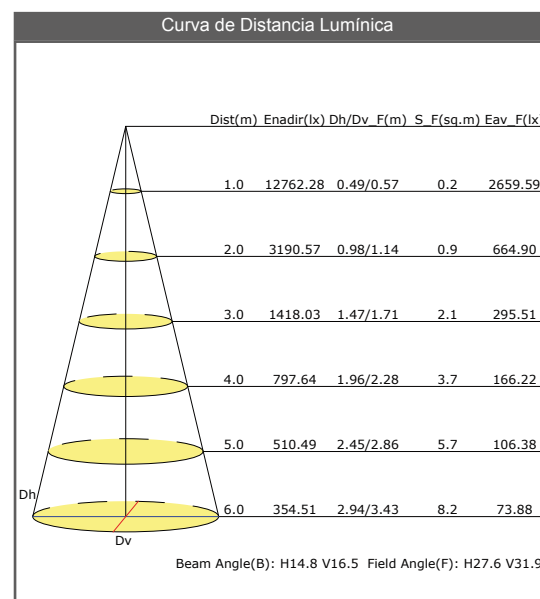 Curva de Distancia Lumínica
Dist(m) Enadir(lx) Dh/Dv_F(m) S_F(sq.m) Eav_F(lx
1.0 12762.28 0.49/0.57 0.2 2659.59
2.0 3190.57 0.98/1.14 0.9 664.90
3.0 1418.03 1.47/1.71 2.1 295.51
4.0 797.64 1.96/2.28 3.7 166.22
5.0 510.49 2.45/2.86 5.7 106.38
Dh
6.0 354.51 2.94/3.43 8.2 73.88
Dv
Beam Angle(B): H14.8 V16.5 Field Angle(F): H27.6 V31.9